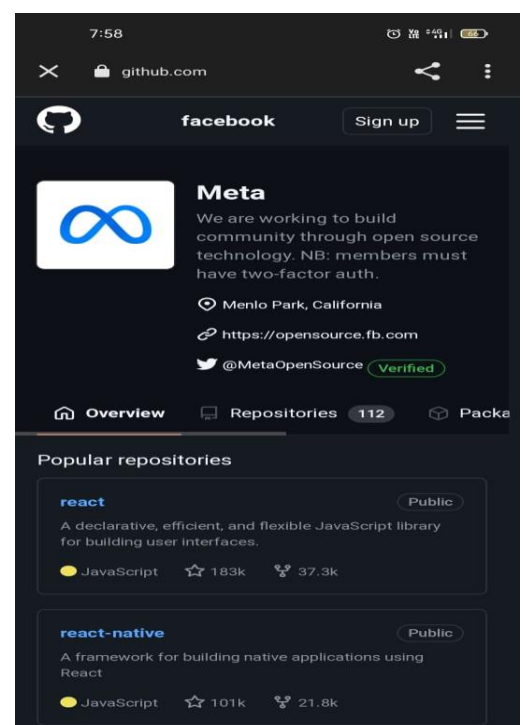 7:58
github.com
facebook
Sign up
Meta
We are working to build
community through open source
technology. NB: members must
have two-factor auth.
Menlo Park, California
https://opensource.fb.com
@MetaOpenSource Verified
Overview
Repositories 112
Packa
Popular repositories
react
Public
A declarative, efficient, and flexible JavaScript library
for building user interfaces.
JavaScript 183k 37.3k
react-native
Public
A framework for building native applications using
React
JavaScript 101k 21.8k